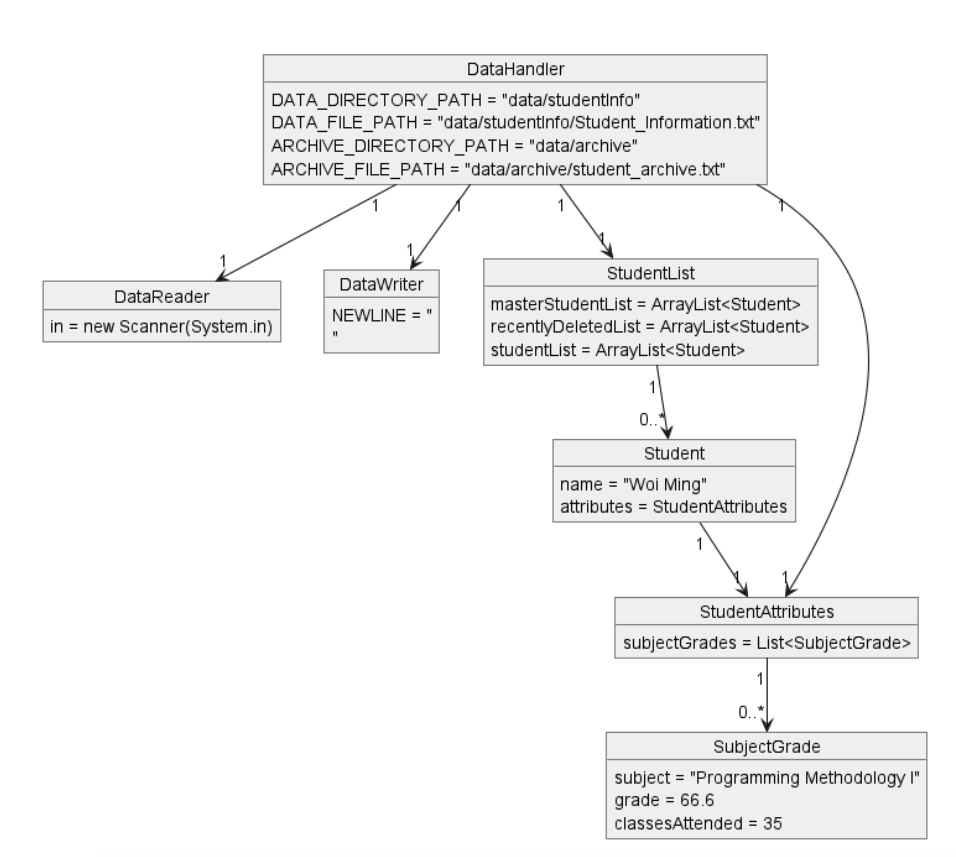 DataHandler
DATA_DIRECTORY_PATH = "data/studentInfo"
DATA_FILE_PATH = "data/studentInfo/Student_Information.txt"
ARCHIVE_DIRECTORY_PATH = "data/archive"
ARCHIVE_FILE_PATH = "data/archive/student_archive.txt"
1
1
1
1
1
1
1
DataReader
in = new Scanner(System.in)
DataWriter
NEWLINE = "
"
StudentList
masterStudentList = ArrayList<Student>
recentlyDeletedList = ArrayList<Student>
studentList = ArrayList<Student>
1
0..*
Student
name = "Woi Ming"
attributes = StudentAttributes
1
1
1
StudentAttributes
subjectGrades = List<SubjectGrade>
1
0..*
SubjectGrade
subject = "Programming Methodology I"
grade = 66.6
classesAttended = 35